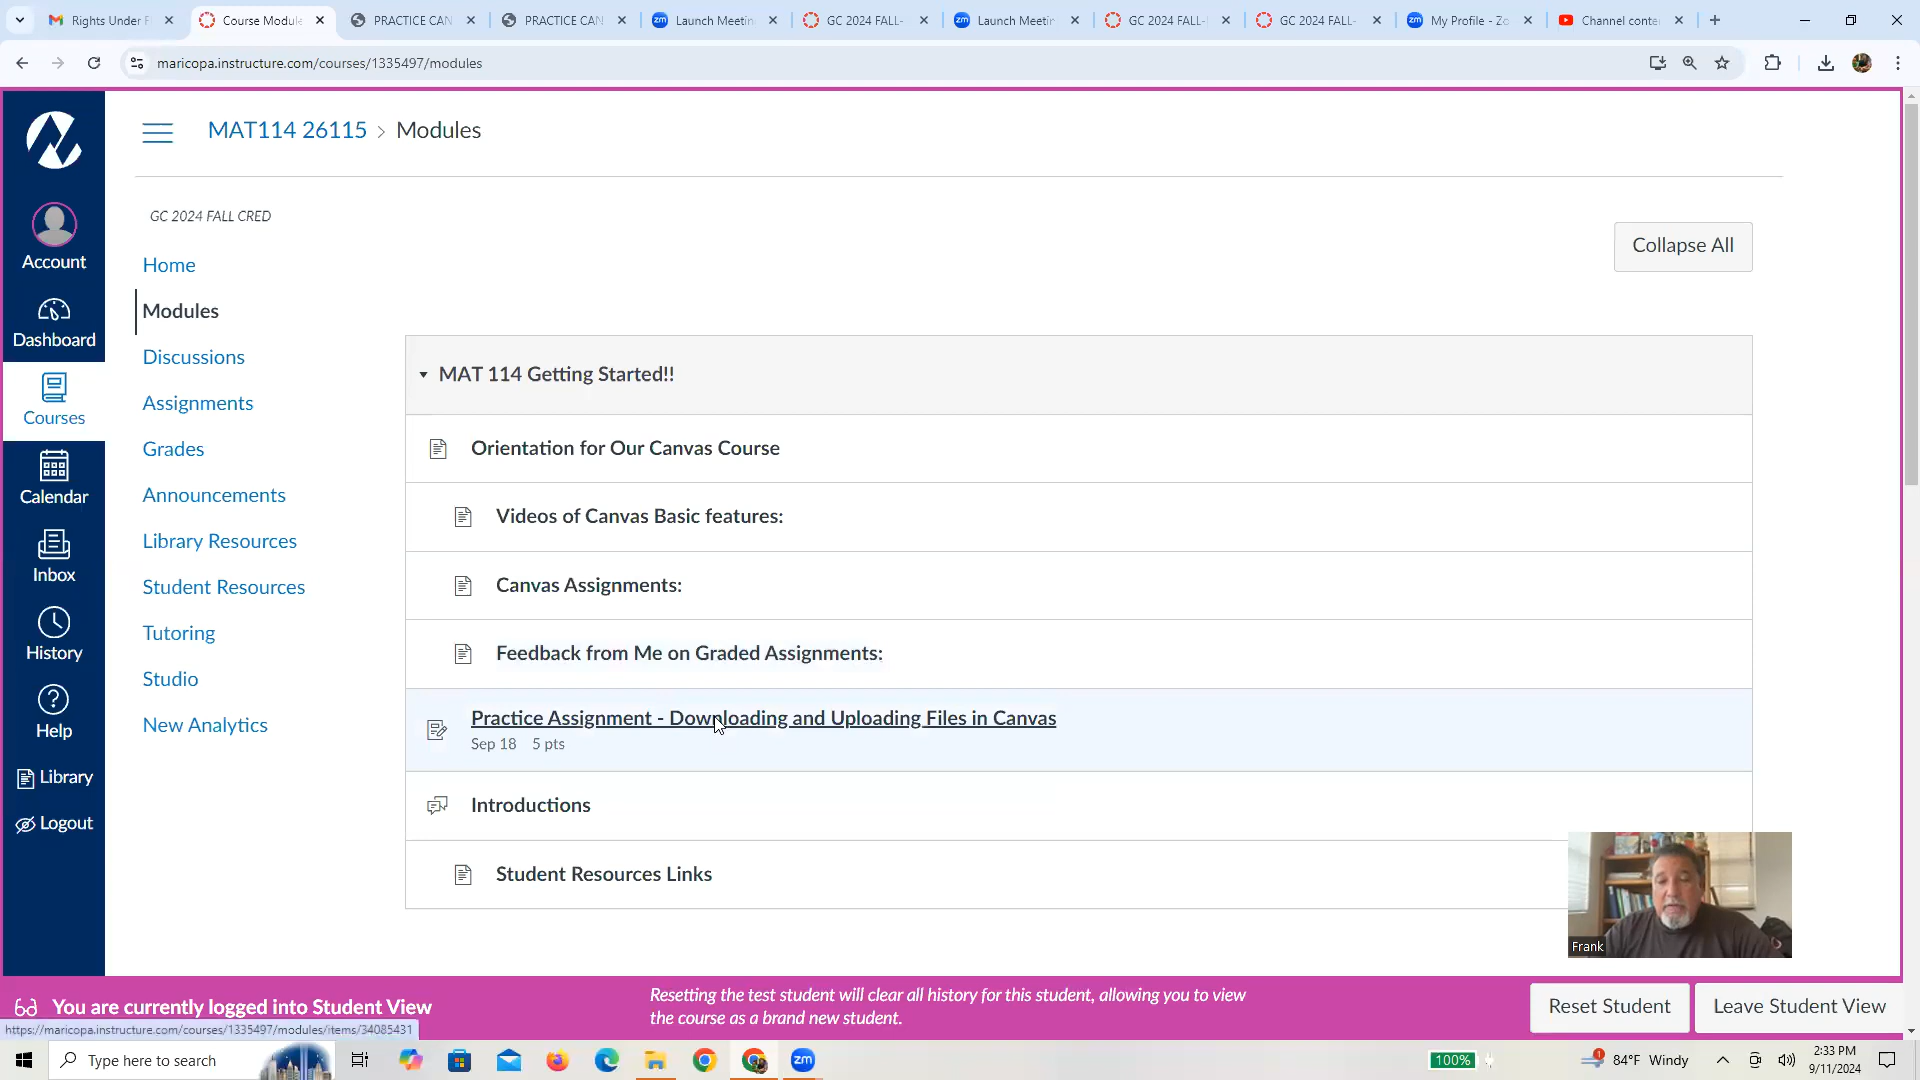 Rights Under F
Course Module
PRACTICE CAN
PRACTICE CAN
zm Launch Meetin
GC 2024 FALL-
zm Launch Meetin
GC 2024 FALL-
GC 2024 FALL-
zm My Profile - Zo
Channel conte
maricopa.instructure.com/courses/1335497/modules
MAT114 26115 > Modules
GC 2024 FALL CRED
Collapse All
Account
Dashboard
Courses
Calendar
Inbox
History
Help
Library
Logout
Home
Modules
Discussions
Assignments
Grades
Announcements
Library Resources
Student Resources
Tutoring
Studio
New Analytics
MAT 114 Getting Started!!
Orientation for Our Canvas Course
Videos of Canvas Basic features:
Canvas Assignments:
Feedback from Me on Graded Assignments:
Practice Assignment - Downloading and Uploading Files in Canvas
Sep 18 5 pts
Introductions
Student Resources Links
Frank
You are currently logged into Student View
Resetting the test student will clear all history for this student, allowing you to view
the course as a brand new student.
Reset Student
Leave Student View
https://maricopa.instructure.com/courses/1335497/modules/items/34085431
Type here to search
zm
100%
1
84°F Windy
2:33 PM
9/11/2024